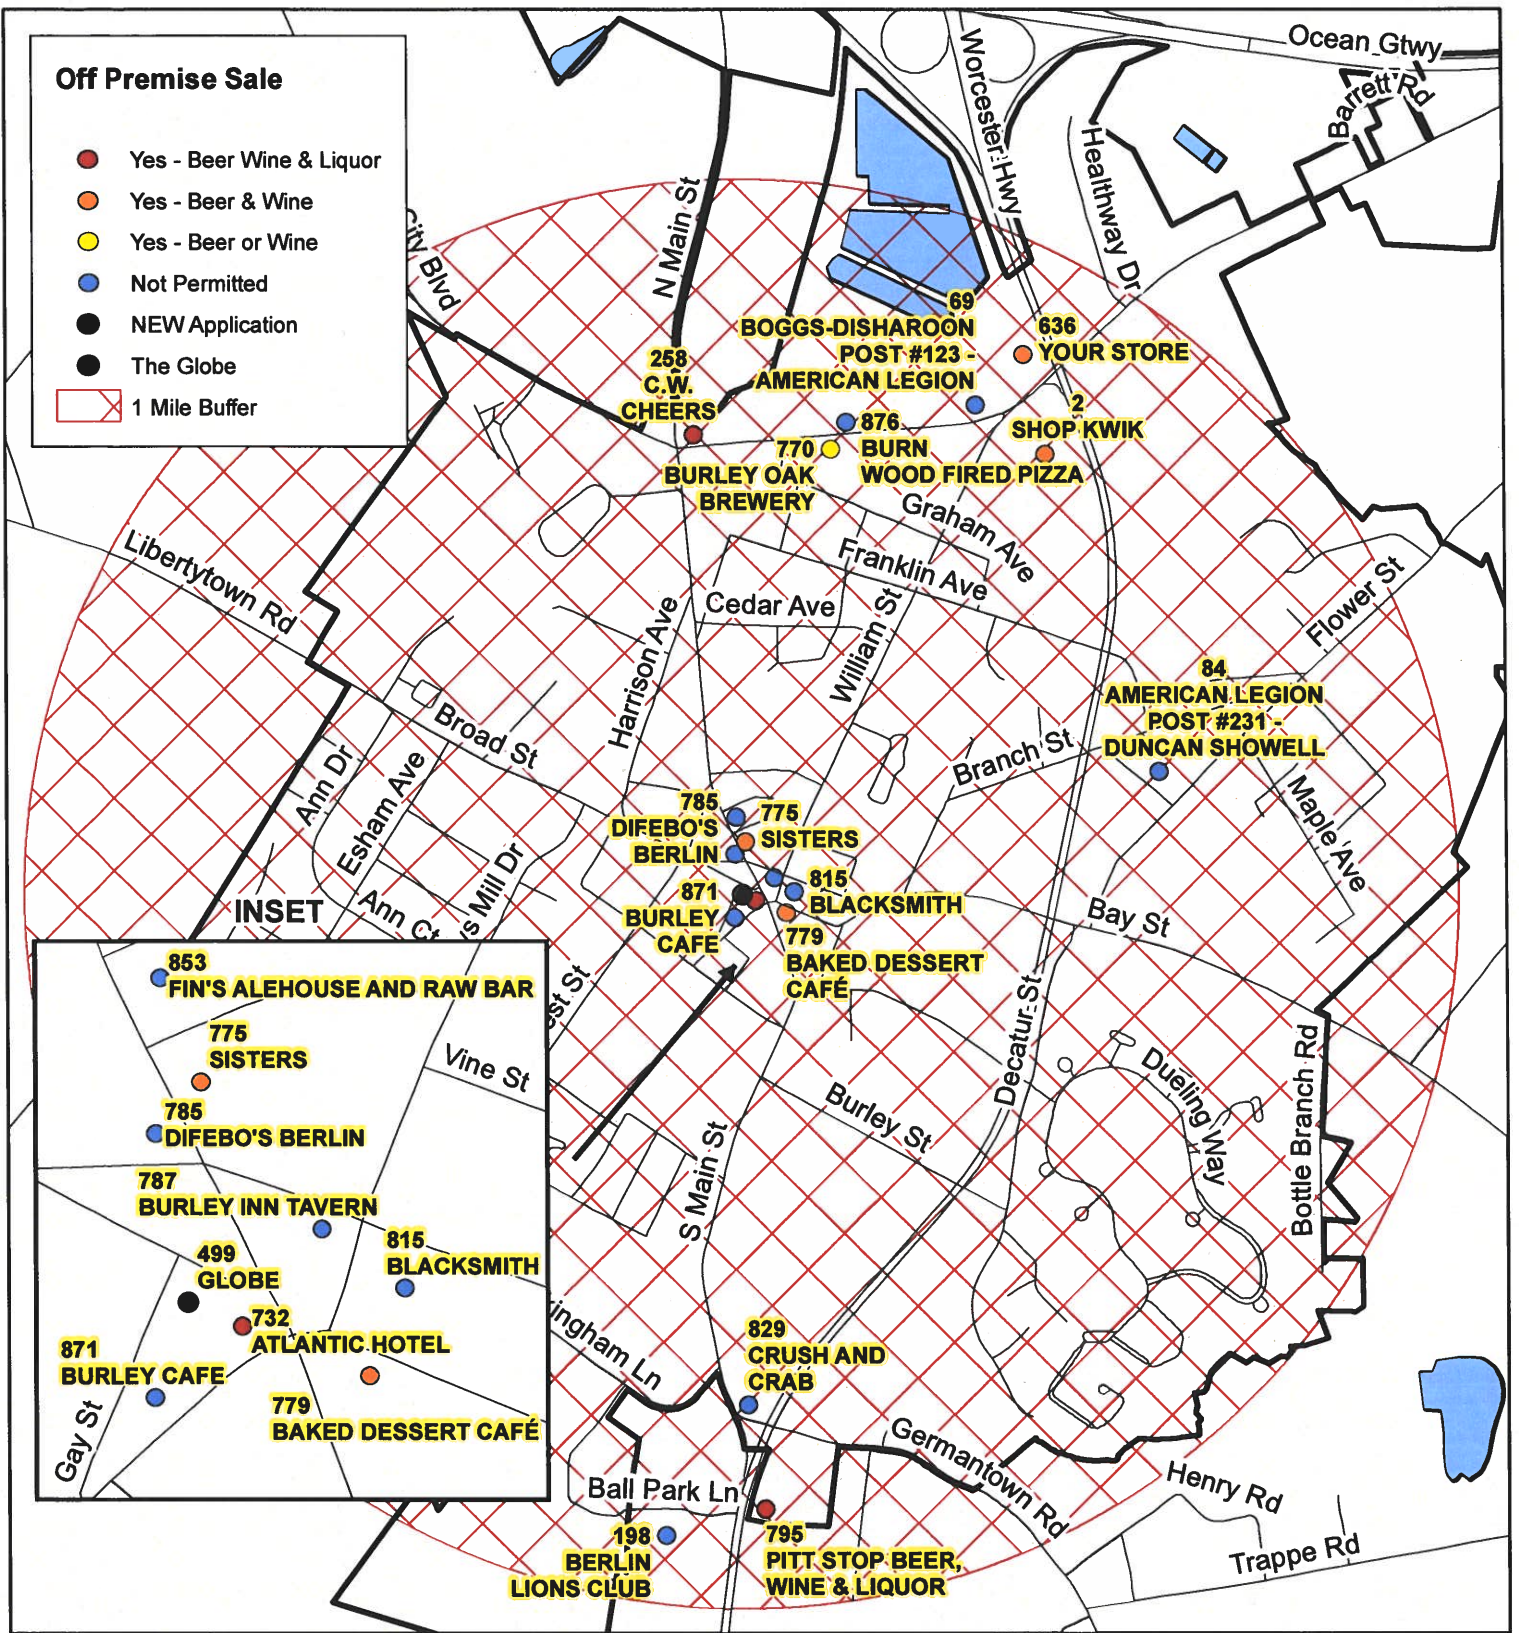 Off Premise Sale
Yes - Beer Wine & Liquor
Yes - Beer & Wine
Yes - Beer or Wine
Not Permitted
NEW Application
The Globe
1 Mile Buffer
Ocean Gtwy
Barrett Rd
Worcester Hwy
Healthway Dr
N Main St
City Blvd
69
BOGGS-DISHAROON
POST #123 -
AMERICAN LEGION
636
YOUR STORE
258
C.W.
CHEERS
2
SHOP KWIK
876
BURN
WOOD FIRED PIZZA
770
BURLEY OAK
BREWERY
Graham Ave
Franklin Ave
Cedar Ave
William St
Harrison Ave
Libertytown Rd
Flower St
84
AMERICAN LEGION
POST #231 -
DUNCAN SHOWELL
Broad St
Branch St
Ann Dr
Esham Ave
Maple Ave
785
DIFEBO'S
BERLIN
775
SISTERS
871
BURLEY
CAFE
815
BLACKSMITH
779
BAKED DESSERT
CAFÉ
Ann Ct
s Mill Dr
Bay St
INSET
853
FIN'S ALEHOUSE AND RAW BAR
775
SISTERS
785
DIFEBO'S BERLIN
787
BURLEY INN TAVERN
499
GLOBE
815
BLACKSMITH
732
ATLANTIC HOTEL
871
BURLEY CAFE
779
BAKED DESSERT CAFÉ
Gay St
Vine St
est St
Decatur St
Burley St
Dueling Way
Bottle Branch Rd
S Main St
ingham Ln
829
CRUSH AND
CRAB
Germantown Rd
Henry Rd
Trappe Rd
Ball Park Ln
198
BERLIN
LIONS CLUB
795
PITT STOP BEER,
WINE & LIQUOR